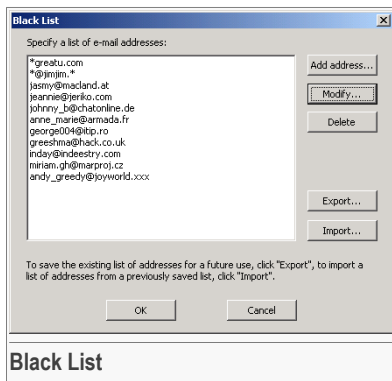 Black List
Specify a list of e-mail addresses:
*greatu.com
*@jimjim.*
jasmy@macland.at
jeannie@jeriko.com
johnny_b@chatonline.de
anne_marie@armada.fr
george004@itip.ro
greeshma@hack.co.uk
inday@indeestry.com
miriam.gh@marproj.cz
andy_greedy@joyworld.xxx
Add address...
Modify...
Delete
Export...
Import...
To save the existing list of addresses for a future use, click "Export", to import a
list of addresses from a previously saved list, click "Import".
OK
Cancel
Black List